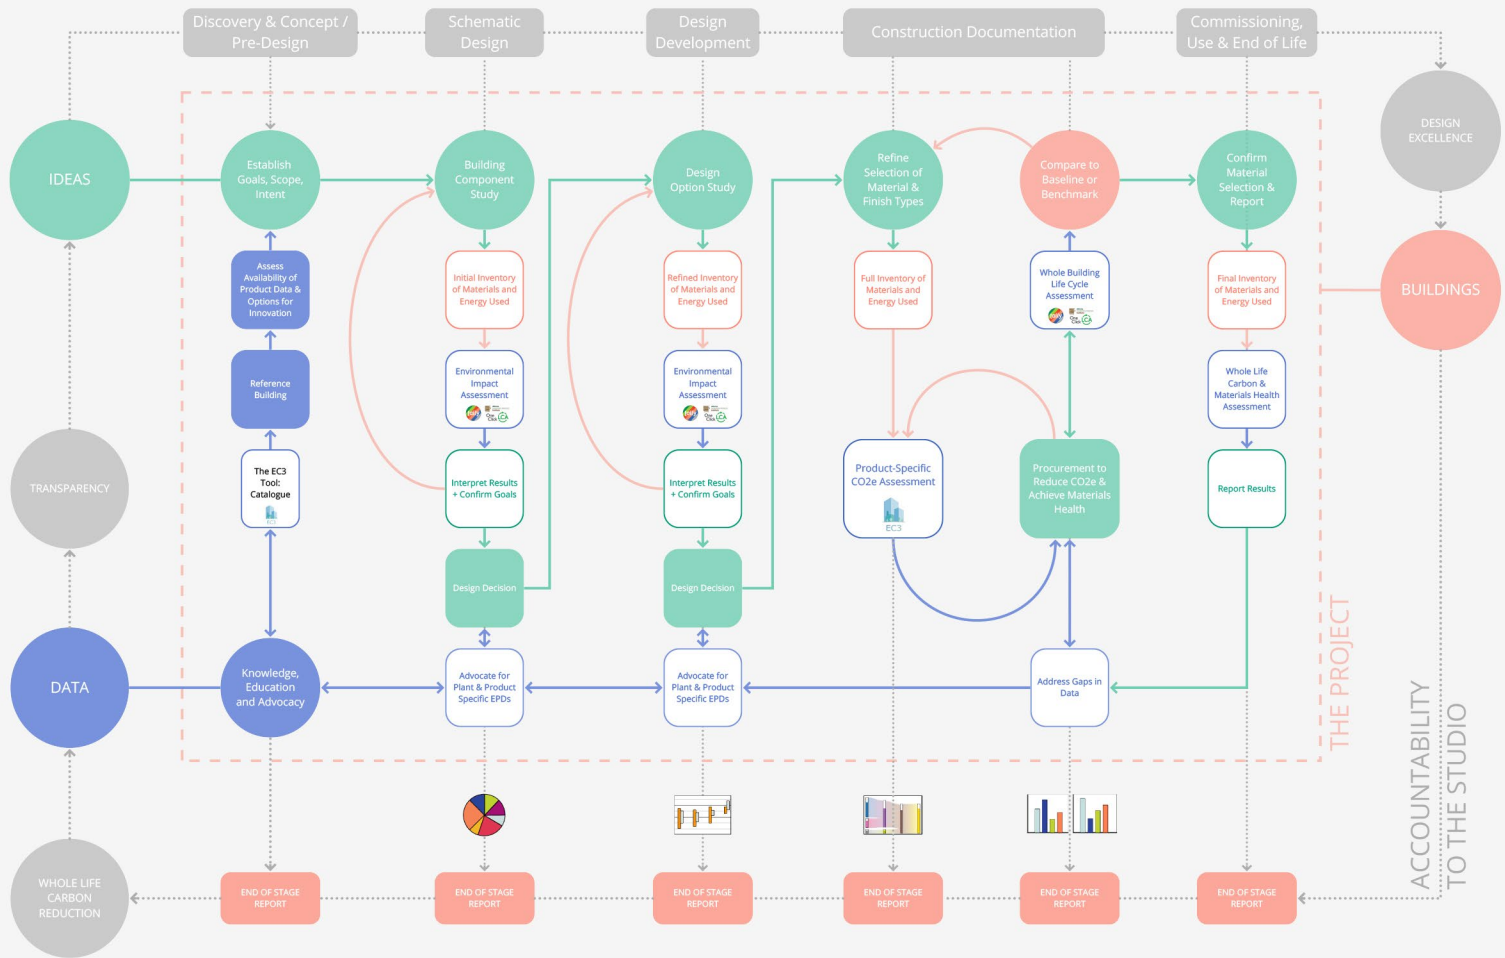 Discovery & Concept /
Pre-Design
Schematic
Design
Design
Development
Construction Documentation
Commissioning,
Use & End of Life
IDEAS
Establish
Goals, Scope,
Intent
Building
Component
Study
Design
Option Study
Refine
Selection of
Material &
Finish Types
Compare to
Baseline or
Benchmark
Confirm
Material
Selection &
Report
DESIGN
EXCELLENCE
BUILDINGS
Assess
Availability of
Product Data &
Options for
Innovation
Initial Inventory
of Materials and
Energy Used
Refined Inventory
of Materials and
Energy Used
Full Inventory of
Materials and
Energy Used
Whole Building
Life Cycle
Assessment
Final Inventory
of Materials and
Energy Used
Reference
Building
Environmental
Impact
Assessment
One
Click
LCA
Environmental
Impact
Assessment
One
Click
LCA
Whole Life
Carbon &
Materials Health
Assessment
TRANSPARENCY
The EC3
Tool:
Catalogue
EC3
Interpret Results
+ Confirm Goals
Interpret Results
+ Confirm Goals
Product-Specific
CO2e Assessment
EC3
Procurement to
Reduce CO2e &
Achieve Materials
Health
Report Results
Design Decision
Design Decision
DATA
Knowledge,
Education
and Advocacy
Advocate for
Plant & Product
Specific EPDs
Advocate for
Plant & Product
Specific EPDs
Address Gaps in
Data
THE PROJECT
ACCOUNTABILITY
TO THE STUDIO
WHOLE LIFE
CARBON
REDUCTION
END OF STAGE
REPORT
END OF STAGE
REPORT
END OF STAGE
REPORT
END OF STAGE
REPORT
END OF STAGE
REPORT
END OF STAGE
REPORT